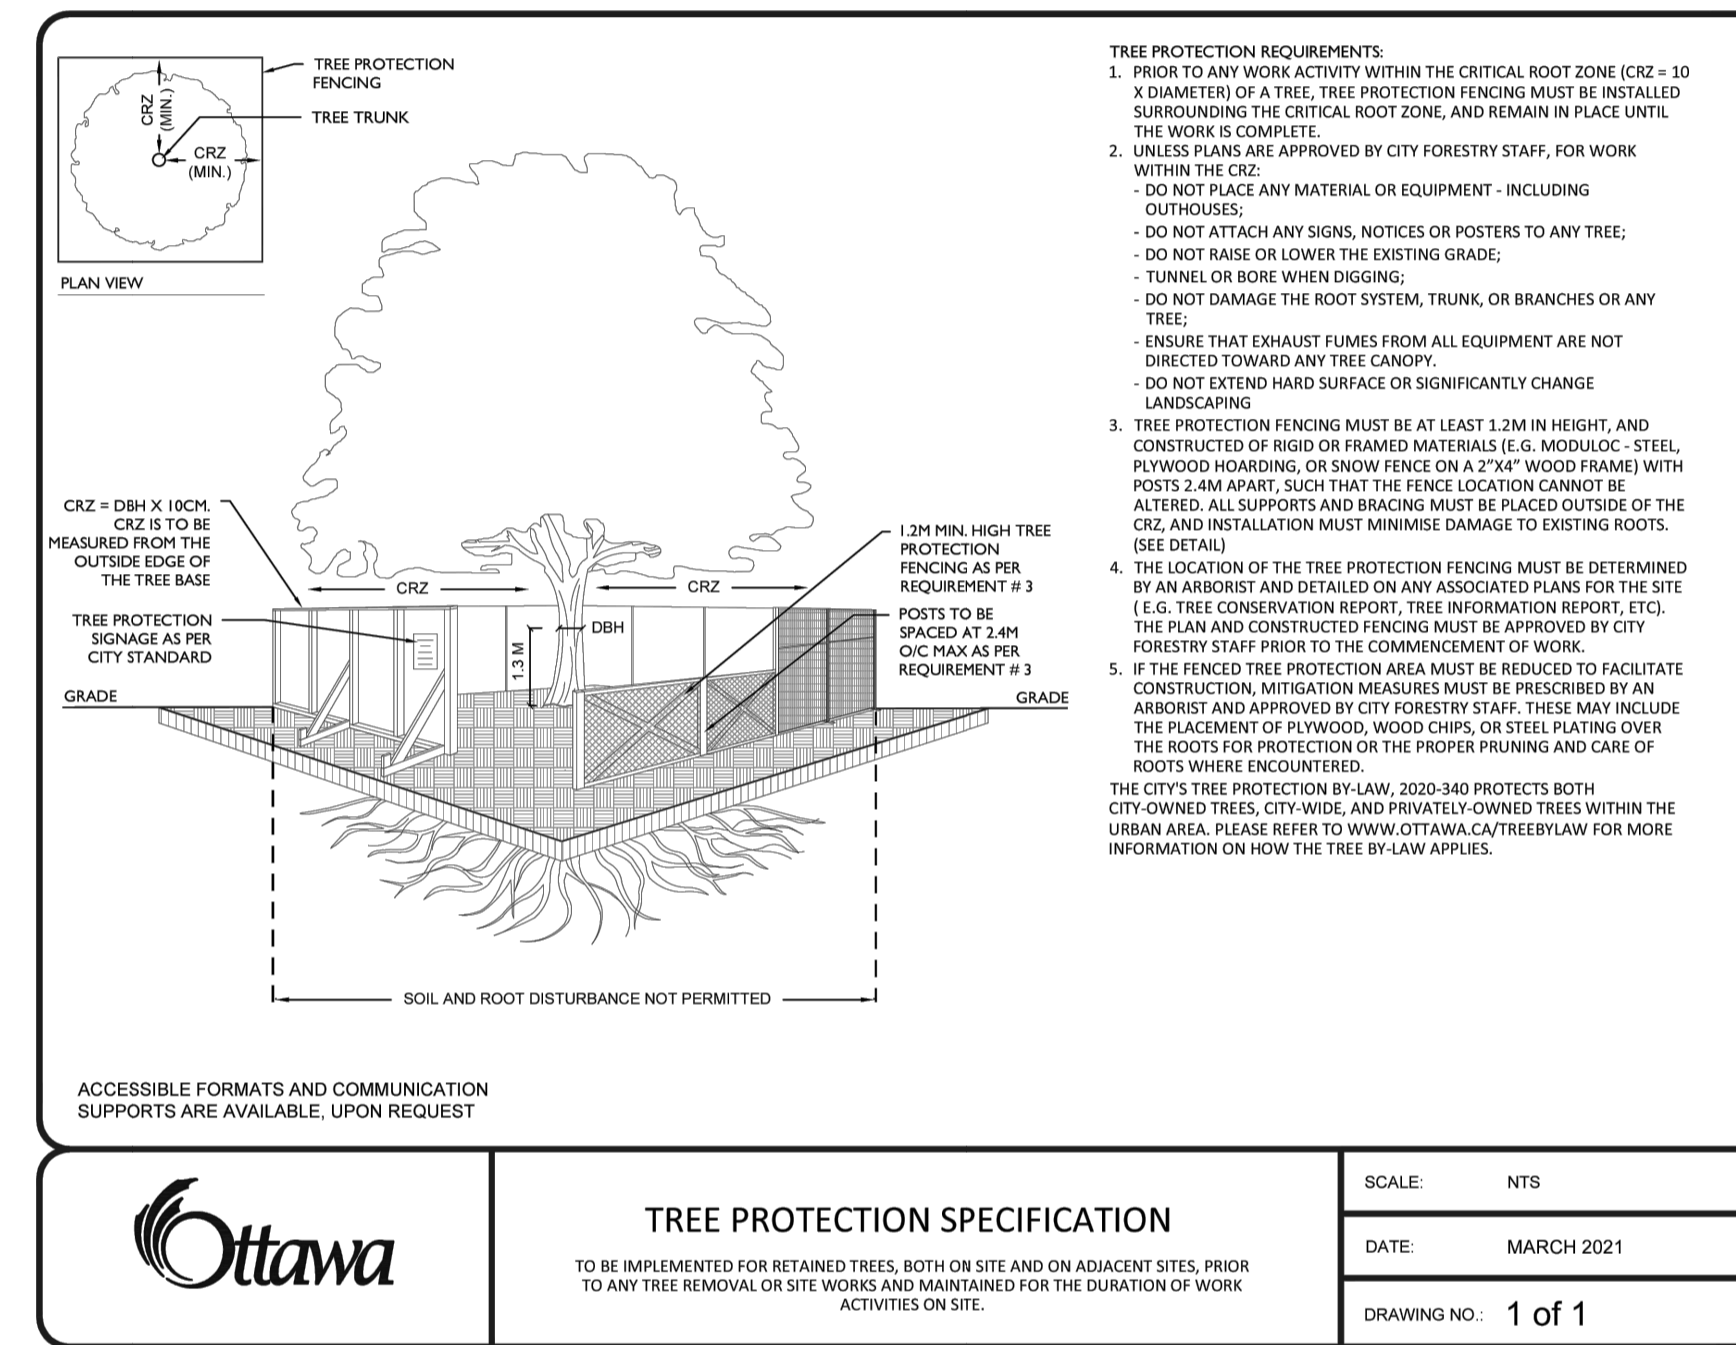 TREE PROTECTION
FENCING
TREE TRUNK
CRZ
(MIN.)
CRZ
(MIN.)
PLAN VIEW
CRZ = DBH X 10CM.
CRZ IS TO BE
MEASURED FROM THE
OUTSIDE EDGE OF
THE TREE BASE
TREE PROTECTION
SIGNAGE AS PER
CITY STANDARD
GRADE
CRZ
CRZ
DBH
1.3 M
1.2M MIN. HIGH TREE
PROTECTION
FENCING AS PER
REQUIREMENT # 3
POSTS TO BE
SPACED AT 2.4M
O/C MAX AS PER
REQUIREMENT # 3
GRADE
SOIL AND ROOT DISTURBANCE NOT PERMITTED
ACCESSIBLE FORMATS AND COMMUNICATION
SUPPORTS ARE AVAILABLE, UPON REQUEST
TREE PROTECTION REQUIREMENTS:
1. PRIOR TO ANY WORK ACTIVITY WITHIN THE CRITICAL ROOT ZONE (CRZ = 10
X DIAMETER) OF A TREE, TREE PROTECTION FENCING MUST BE INSTALLED
SURROUNDING THE CRITICAL ROOT ZONE, AND REMAIN IN PLACE UNTIL
THE WORK IS COMPLETE.
2. UNLESS PLANS ARE APPROVED BY CITY FORESTRY STAFF, FOR WORK
WITHIN THE CRZ:
- DO NOT PLACE ANY MATERIAL OR EQUIPMENT - INCLUDING
OUTHOUSES;
- DO NOT ATTACH ANY SIGNS, NOTICES OR POSTERS TO ANY TREE;
- DO NOT RAISE OR LOWER THE EXISTING GRADE;
- TUNNEL OR BORE WHEN DIGGING;
- DO NOT DAMAGE THE ROOT SYSTEM, TRUNK, OR BRANCHES OR ANY
TREE;
- ENSURE THAT EXHAUST FUMES FROM ALL EQUIPMENT ARE NOT
DIRECTED TOWARD ANY TREE CANOPY.
- DO NOT EXTEND HARD SURFACE OR SIGNIFICANTLY CHANGE
LANDSCAPING
3. TREE PROTECTION FENCING MUST BE AT LEAST 1.2M IN HEIGHT, AND
CONSTRUCTED OF RIGID OR FRAMED MATERIALS (E.G. MODULOC - STEEL,
PLYWOOD HOARDING, OR SNOW FENCE ON A 2”X4” WOOD FRAME) WITH
POSTS 2.4M APART, SUCH THAT THE FENCE LOCATION CANNOT BE
ALTERED. ALL SUPPORTS AND BRACING MUST BE PLACED OUTSIDE OF THE
CRZ, AND INSTALLATION MUST MINIMISE DAMAGE TO EXISTING ROOTS.
(SEE DETAIL)
4. THE LOCATION OF THE TREE PROTECTION FENCING MUST BE DETERMINED
BY AN ARBORIST AND DETAILED ON ANY ASSOCIATED PLANS FOR THE SITE
( E.G. TREE CONSERVATION REPORT, TREE INFORMATION REPORT, ETC).
THE PLAN AND CONSTRUCTED FENCING MUST BE APPROVED BY CITY
FORESTRY STAFF PRIOR TO THE COMMENCEMENT OF WORK.
5. IF THE FENCED TREE PROTECTION AREA MUST BE REDUCED TO FACILITATE
CONSTRUCTION, MITIGATION MEASURES MUST BE PRESCRIBED BY AN
ARBORIST AND APPROVED BY CITY FORESTRY STAFF. THESE MAY INCLUDE
THE PLACEMENT OF PLYWOOD, WOOD CHIPS, OR STEEL PLATING OVER
THE ROOTS FOR PROTECTION OR THE PROPER PRUNING AND CARE OF
ROOTS WHERE ENCOUNTERED.
THE CITY'S TREE PROTECTION BY-LAW, 2020-340 PROTECTS BOTH
CITY-OWNED TREES, CITY-WIDE, AND PRIVATELY-OWNED TREES WITHIN THE
URBAN AREA. PLEASE REFER TO WWW.OTTAWA.CA/TREEBYLAW FOR MORE
INFORMATION ON HOW THE TREE BY-LAW APPLIES.
Ottawa
TREE PROTECTION SPECIFICATION
TO BE IMPLEMENTED FOR RETAINED TREES, BOTH ON SITE AND ON ADJACENT SITES, PRIOR
TO ANY TREE REMOVAL OR SITE WORKS AND MAINTAINED FOR THE DURATION OF WORK
ACTIVITIES ON SITE.
SCALE: NTS
DATE: MARCH 2021
DRAWING NO.: 1 of 1